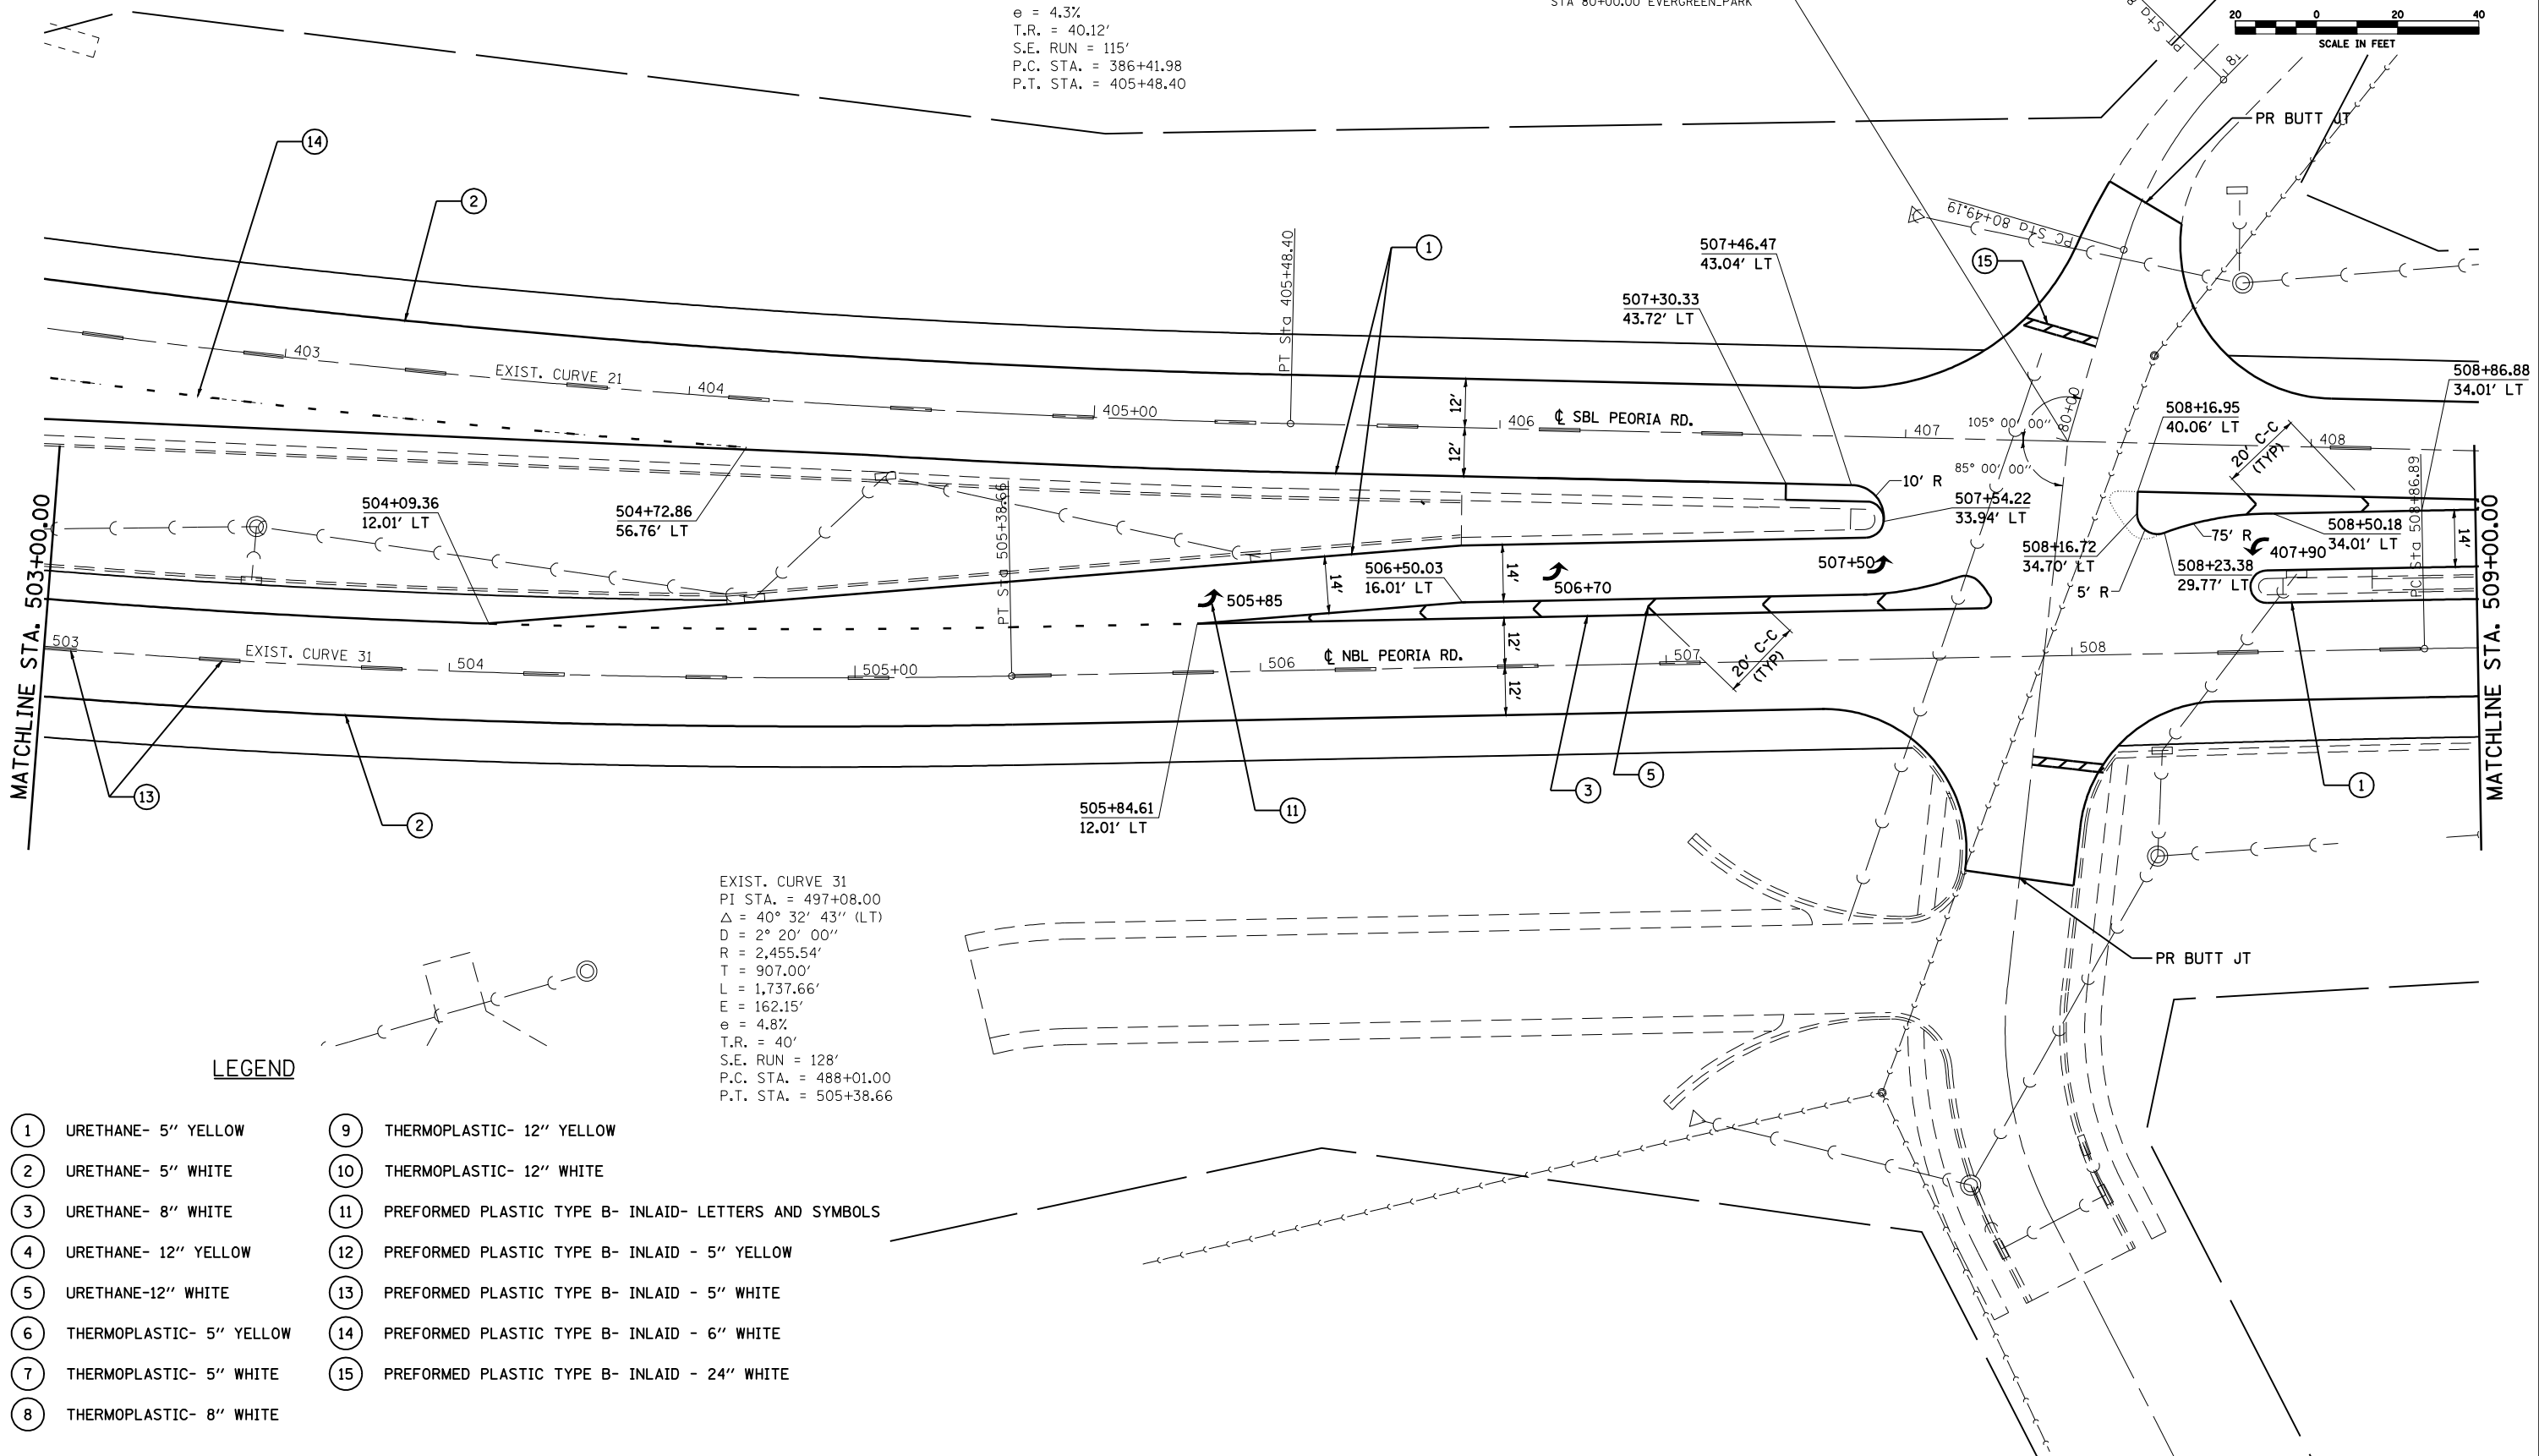 e = 4.3%
T.R. = 40.12'
S.E. RUN = 115'
P.C. STA. = 386+41.98
P.T. STA. = 405+48.40
STA 80+00.00 EVERGREEN_PARK
20 0 20 40
SCALE IN FEET
PI Sta 8
81
PR BUTT JT
14
2
1
PC Sta 80+49.19
15
507+46.47
43.04' LT
507+30.33
43.72' LT
PT Sta 405+48.40
403
EXIST. CURVE 21
404
405+00
12'
12'
406
℄ SBL PEORIA RD.
407
105° 00' 00"
80+00
85° 00' 00"
508+16.95
40.06' LT
20' C-C
(TYP)
408
508+86.88
34.01' LT
MATCHLINE STA. 503+00.00
504+09.36
12.01' LT
504+72.86
56.76' LT
PT Sta 505+38.66
10' R
507+54.22
33.94' LT
508+16.72
34.70' LT
75' R
5' R
508+50.18
34.01' LT
508+23.38
29.77' LT
407+90
PC Sta 508+86.89
14'
MATCHLINE STA. 509+00.00
505+85
14'
506+50.03
16.01' LT
14'
506+70
507+50
503
EXIST. CURVE 31
504
505+00
506
℄ NBL PEORIA RD.
12'
12'
507
20' C-C
(TYP)
508
13
2
505+84.61
12.01' LT
11
3
5
1
EXIST. CURVE 31
PI STA. = 497+08.00
△ = 40° 32' 43" (LT)
D = 2° 20' 00"
R = 2,455.54'
T = 907.00'
L = 1,737.66'
E = 162.15'
e = 4.8%
T.R. = 40'
S.E. RUN = 128'
P.C. STA. = 488+01.00
P.T. STA. = 505+38.66
PR BUTT JT
LEGEND
1 URETHANE- 5" YELLOW
2 URETHANE- 5" WHITE
3 URETHANE- 8" WHITE
4 URETHANE- 12" YELLOW
5 URETHANE-12" WHITE
6 THERMOPLASTIC- 5" YELLOW
7 THERMOPLASTIC- 5" WHITE
8 THERMOPLASTIC- 8" WHITE
9 THERMOPLASTIC- 12" YELLOW
10 THERMOPLASTIC- 12" WHITE
11 PREFORMED PLASTIC TYPE B- INLAID- LETTERS AND SYMBOLS
12 PREFORMED PLASTIC TYPE B- INLAID - 5" YELLOW
13 PREFORMED PLASTIC TYPE B- INLAID - 5" WHITE
14 PREFORMED PLASTIC TYPE B- INLAID - 6" WHITE
15 PREFORMED PLASTIC TYPE B- INLAID - 24" WHITE